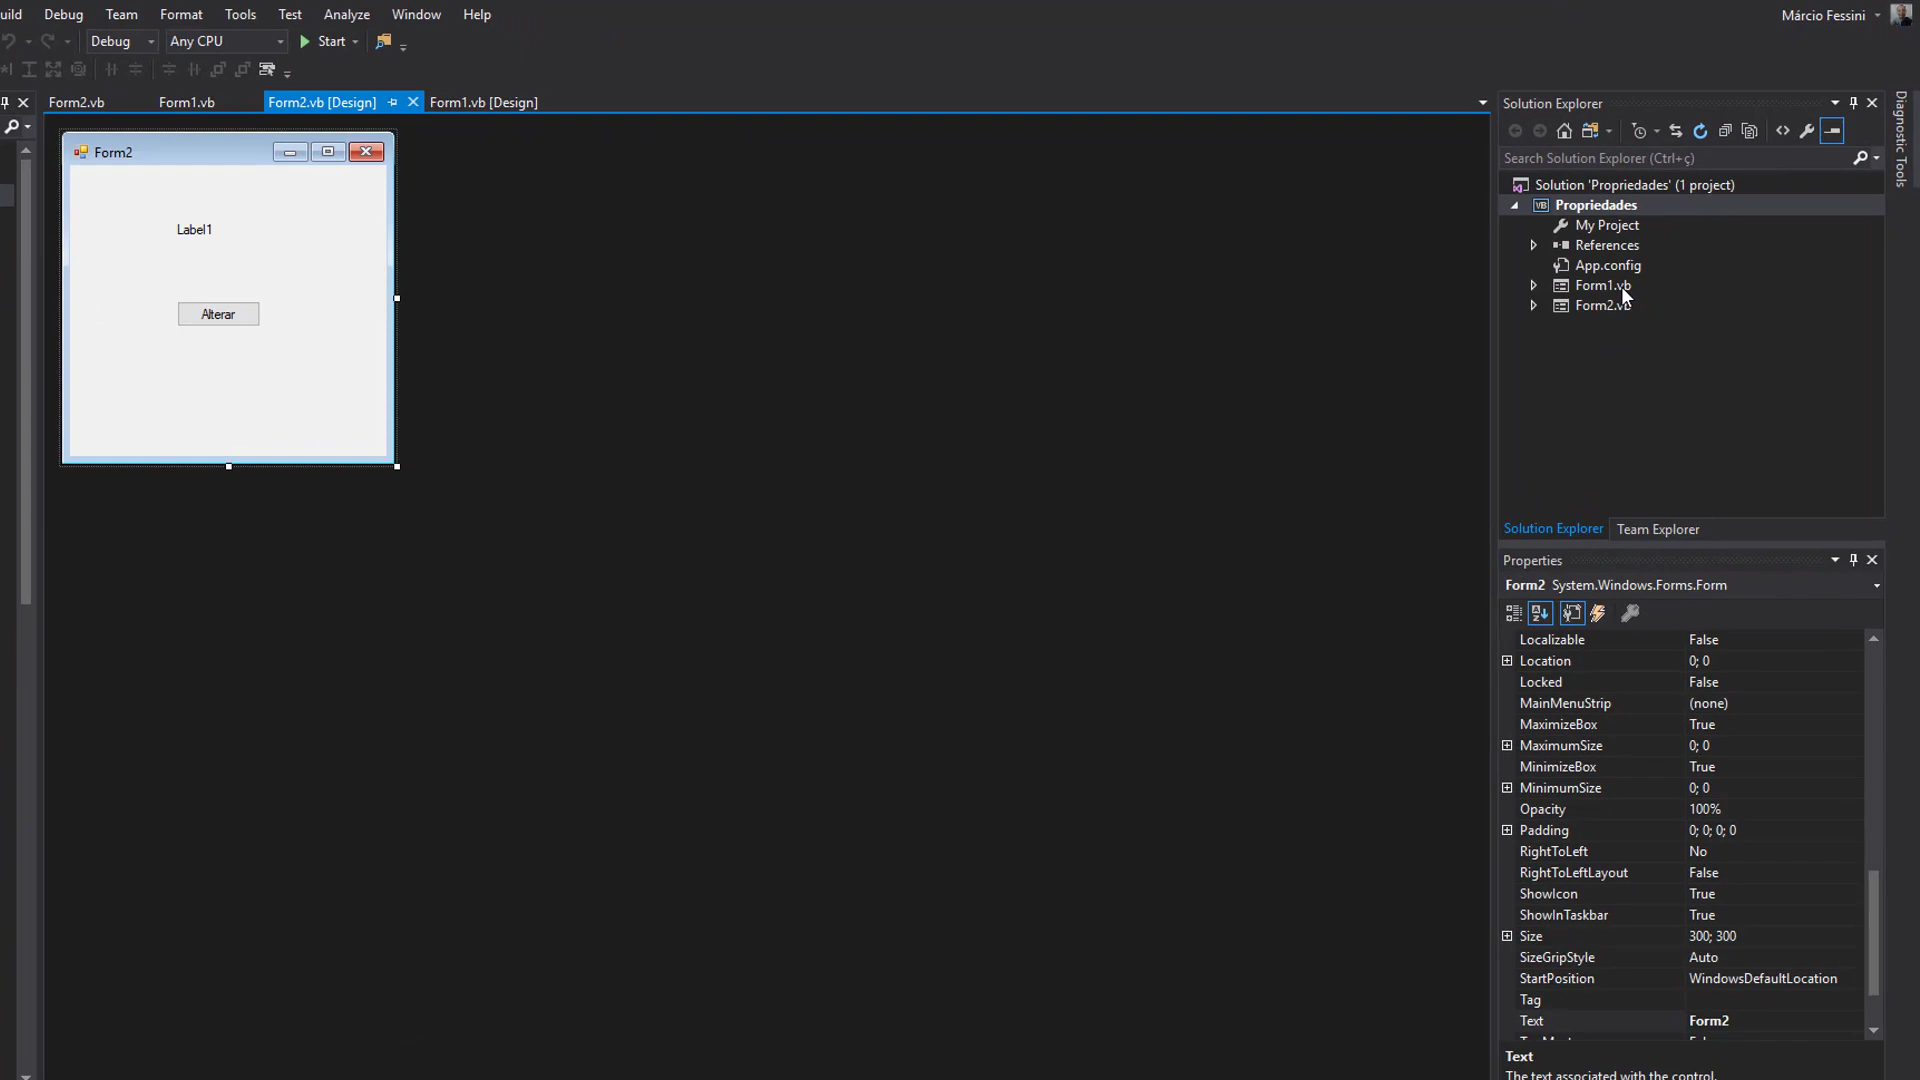 uild Debug Team Format Tools Test Analyze Window Help
Márcio Fessini
Debug Any CPU Start
Form2.vb Form1.vb Form2.vb [Design] Form1.vb [Design]
Form2
Label1
Alterar
Solution Explorer
Search Solution Explorer (Ctrl+ç)
Solution 'Propriedades' (1 project)
VB Propriedades
My Project
References
App.config
Form1.vb
Form2.vb
Solution Explorer Team Explorer
Diagnostic Tools
Properties
Form2 System.Windows.Forms.Form
Localizable False
Location 0; 0
Locked False
MainMenuStrip (none)
MaximizeBox True
MaximumSize 0; 0
MinimizeBox True
MinimumSize 0; 0
Opacity 100%
Padding 0; 0; 0; 0
RightToLeft No
RightToLeftLayout False
ShowIcon True
ShowInTaskbar True
Size 300; 300
SizeGripStyle Auto
StartPosition WindowsDefaultLocation
Tag
Text Form2
Text
The text associated with the control.